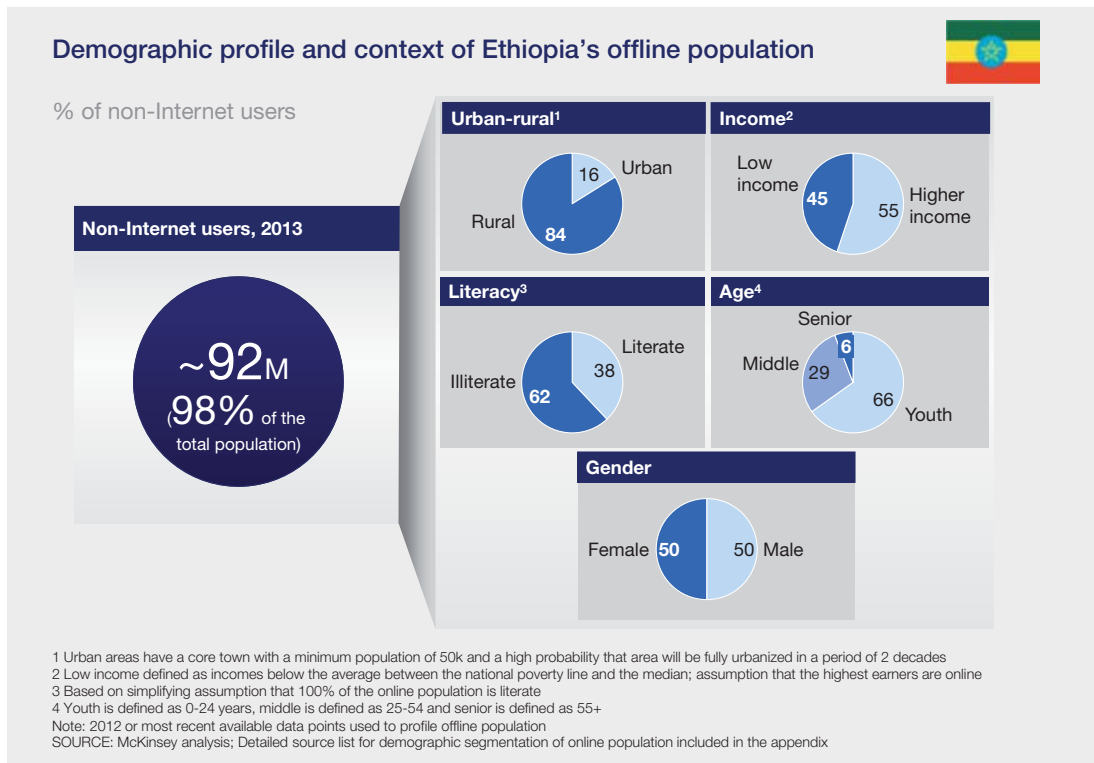 Demographic profile and context of Ethiopia’s offline population
% of non-Internet users
Non-Internet users, 2013
~92M
(98% of the
total population)
Urban-rural¹
Urban
16
Rural
84
Income²
Low
income
45
55
Higher
income
Literacy³
Literate
38
Illiterate
62
Age⁴
Senior
6
Middle
29
66
Youth
Gender
Female
50
50
Male
1 Urban areas have a core town with a minimum population of 50k and a high probability that area will be fully urbanized in a period of 2 decades
2 Low income defined as incomes below the average between the national poverty line and the median; assumption that the highest earners are online
3 Based on simplifying assumption that 100% of the online population is literate
4 Youth is defined as 0-24 years, middle is defined as 25-54 and senior is defined as 55+
Note: 2012 or most recent available data points used to profile offline population
SOURCE: McKinsey analysis; Detailed source list for demographic segmentation of online population included in the appendix